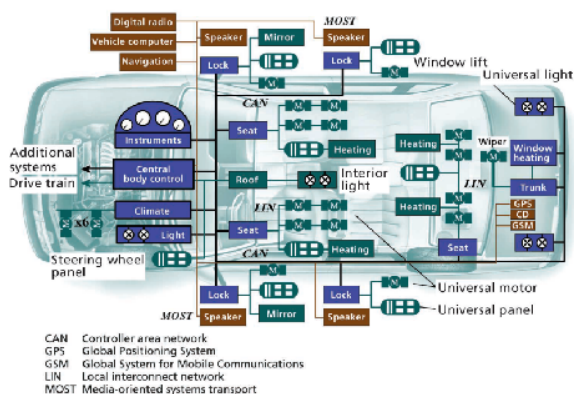 Digital radio
MOST
Vehicle computer
Speaker
Mirror
Speaker
Navigation
Lock
Lock
M
Window lift
M
Universal light
CAN
Seat
M M
M M
Heating
Heating
M
Wiper
M
Window heating
Instruments
Additional systems
Drive train
Central body control
Roof
Interior light
LIN
Trunk
Climate
x6
LIN
M M
M M
Heating
M
GPS
CD
GSM
Light
Seat
Heating
Seat
Steering wheel panel
CAN
Lock
M
Lock
M
Universal motor
MOST
Speaker
Mirror
Speaker
Universal panel
CAN Controller area network
GPS Global Positioning System
GSM Global System for Mobile Communications
LIN Local interconnect network
MOST Media-oriented systems transport